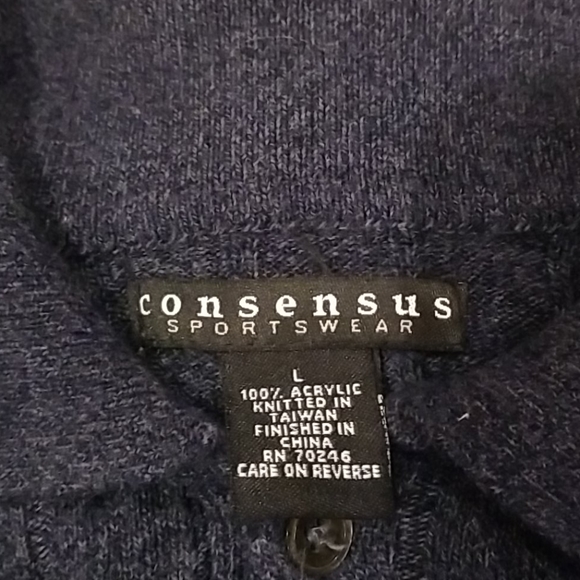 consensus
SPORTSWEAR
L
100% ACRYLIC
KNITTED IN
TAIWAN
FINISHED IN
CHINA
RN 70246
CARE ON REVERSE